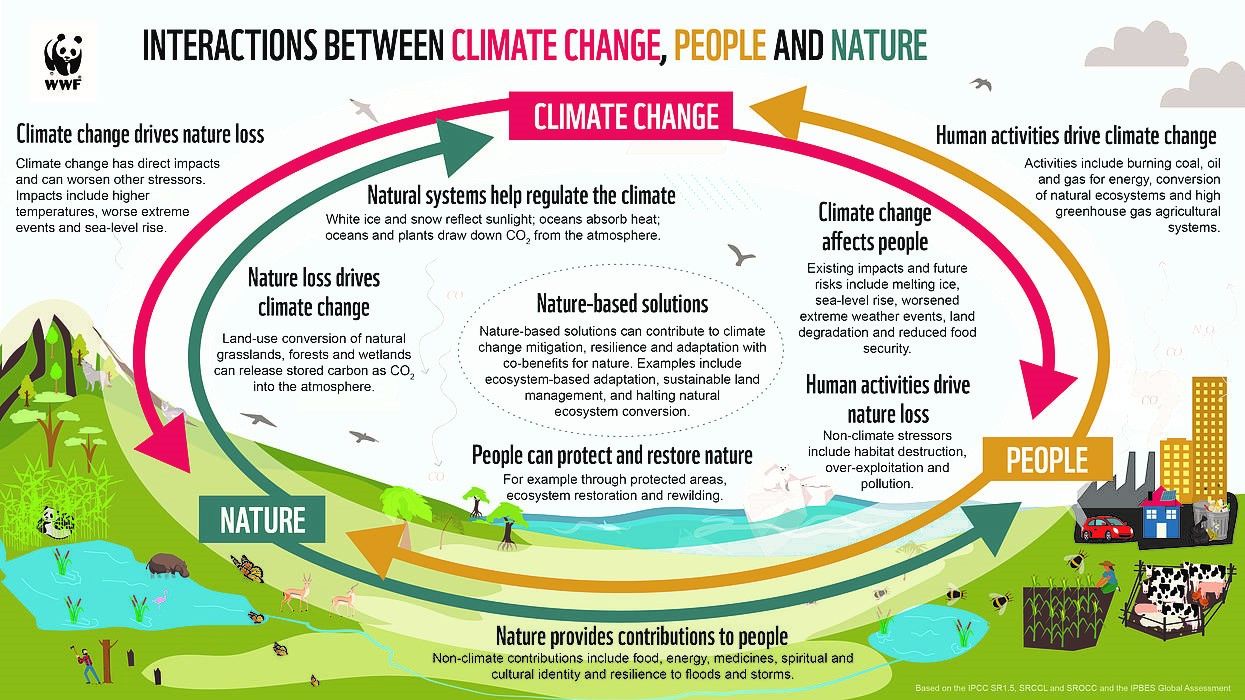 WWF
INTERACTIONS BETWEEN CLIMATE CHANGE, PEOPLE AND NATURE
CLIMATE CHANGE
Climate change drives nature loss
Climate change has direct impacts
and can worsen other stressors.
Impacts include higher
temperatures, worse extreme
events and sea-level rise.
Human activities drive climate change
Activities include burning coal, oil
and gas for energy, conversion
of natural ecosystems and high
greenhouse gas agricultural
systems.
Natural systems help regulate the climate
White ice and snow reflect sunlight; oceans absorb heat;
oceans and plants draw down CO₂ from the atmosphere.
Climate change
affects people
Existing impacts and future
risks include melting ice,
sea-level rise, worsened
extreme weather events, land
degradation and reduced food
security.
Nature loss drives
climate change
Land-use conversion of natural
grasslands, forests and wetlands
can release stored carbon as CO₂
into the atmosphere.
Nature-based solutions
Nature-based solutions can contribute to climate
change mitigation, resilience and adaptation with
co-benefits for nature. Examples include
ecosystem-based adaptation, sustainable land
management, and halting natural
ecosystem conversion.
Human activities drive
nature loss
Non-climate stressors
include habitat destruction,
over-exploitation and
pollution.
People can protect and restore nature
For example through protected areas,
ecosystem restoration and rewilding.
PEOPLE
NATURE
Nature provides contributions to people
Non-climate contributions include food, energy, medicines, spiritual and
cultural identity and resilience to floods and storms.
Based on the IPCC SR1.5, SRCCL and SROCC and the IPBES Global Assessment